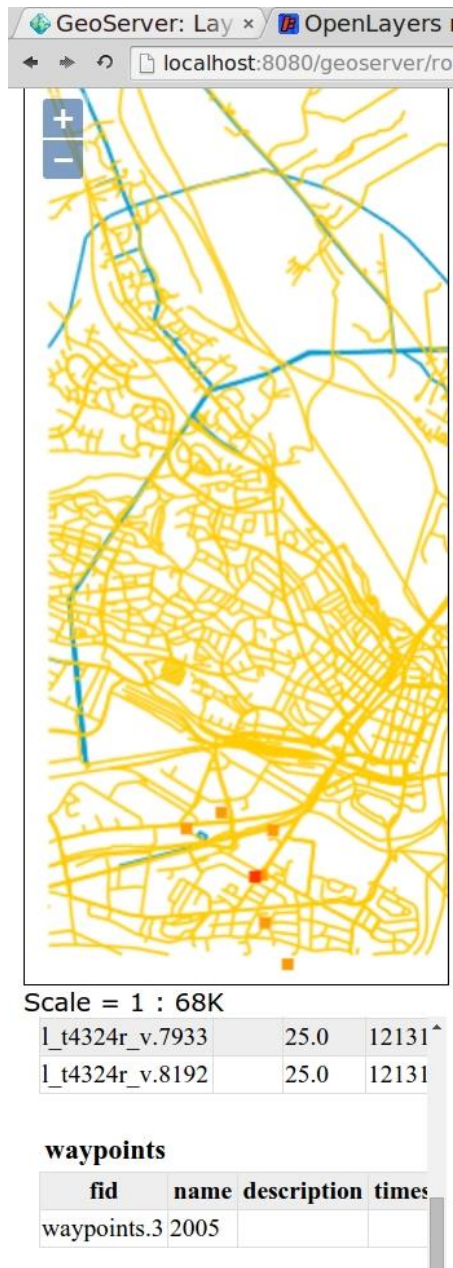 GeoServer: Lay × OpenLayers
localhost:8080/geoserver/ro
+
−
Scale = 1 : 68K
l_t4324r_v.7933 25.0 12131
l_t4324r_v.8192 25.0 12131
waypoints
fid name description times
waypoints.3 2005